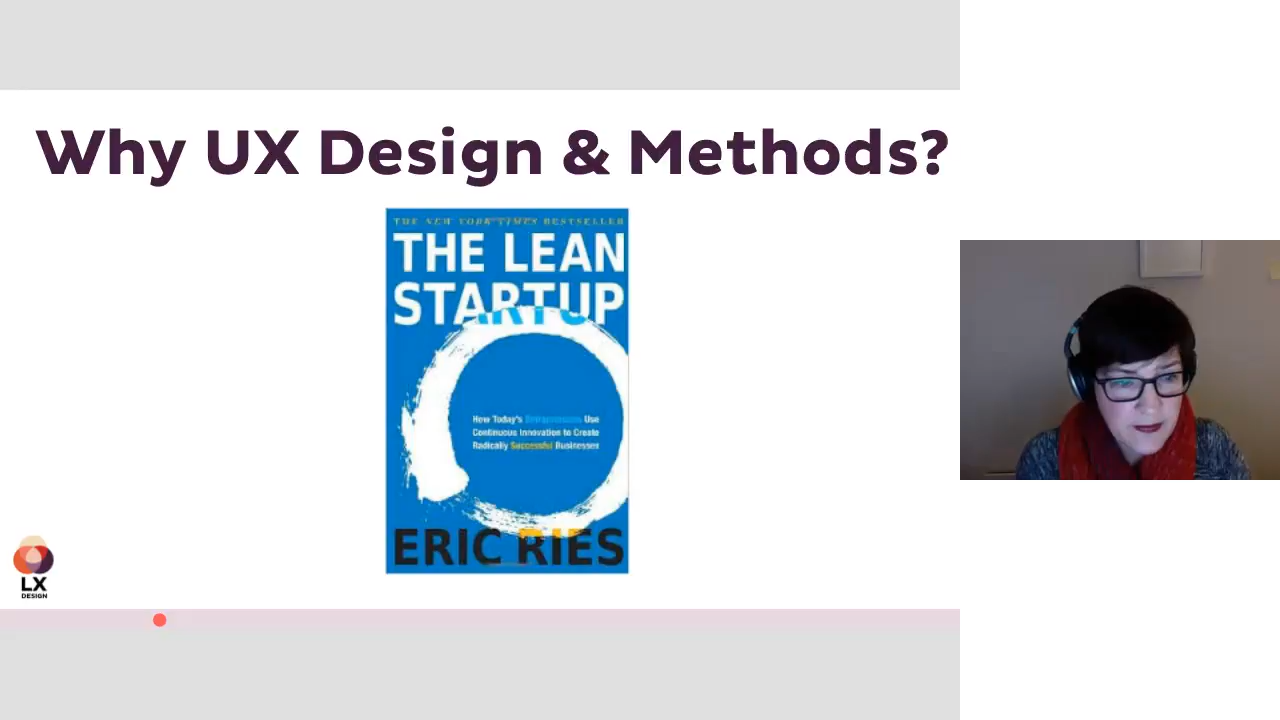 Why UX Design & Methods?
THE NEW YORK TIMES BESTSELLER
THE LEAN
STARTUP
How Today's Entrepreneurs Use
Continuous Innovation to Create
Radically Successful Businesses
ERIC RIES
LX
DESIGN